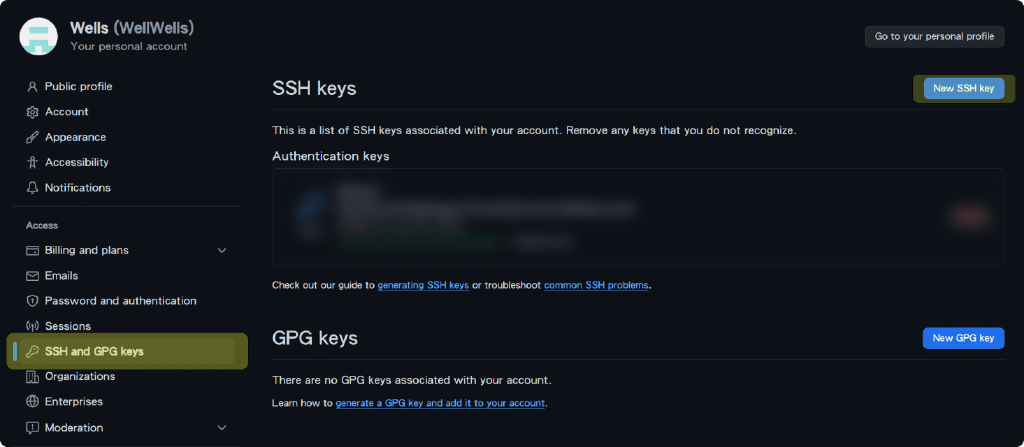 Wells (WellWells)
Your personal account
Go to your personal profile
Public profile
Account
Appearance
Accessibility
Notifications
Access
Billing and plans
Emails
Password and authentication
Sessions
SSH and GPG keys
Organizations
Enterprises
Moderation
SSH keys
New SSH key
This is a list of SSH keys associated with your account. Remove any keys that you do not recognize.
Authentication keys
Check out our guide to generating SSH keys or troubleshoot common SSH problems.
GPG keys
New GPG key
There are no GPG keys associated with your account.
Learn how to generate a GPG key and add it to your account.